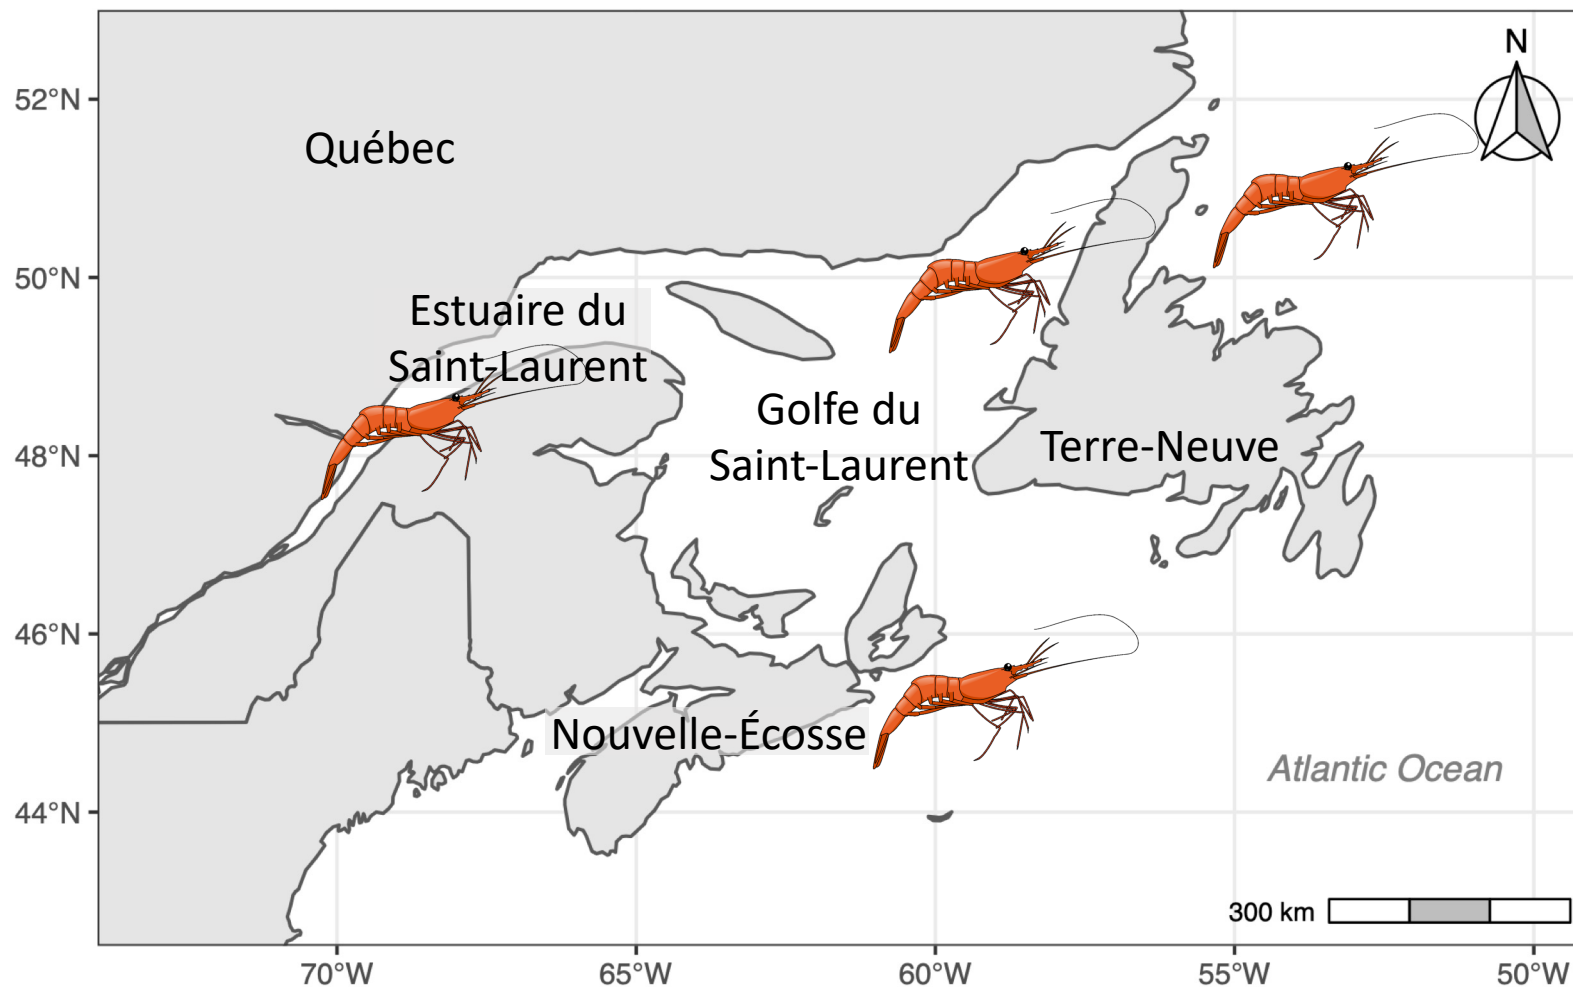 N
52°N
Québec
50°N
Estuaire du
Saint-Laurent
Golfe du
Saint-Laurent
48°N
Terre-Neuve
46°N
Nouvelle-Écosse
Atlantic Ocean
44°N
300 km
70°W
65°W
60°W
55°W
50°W